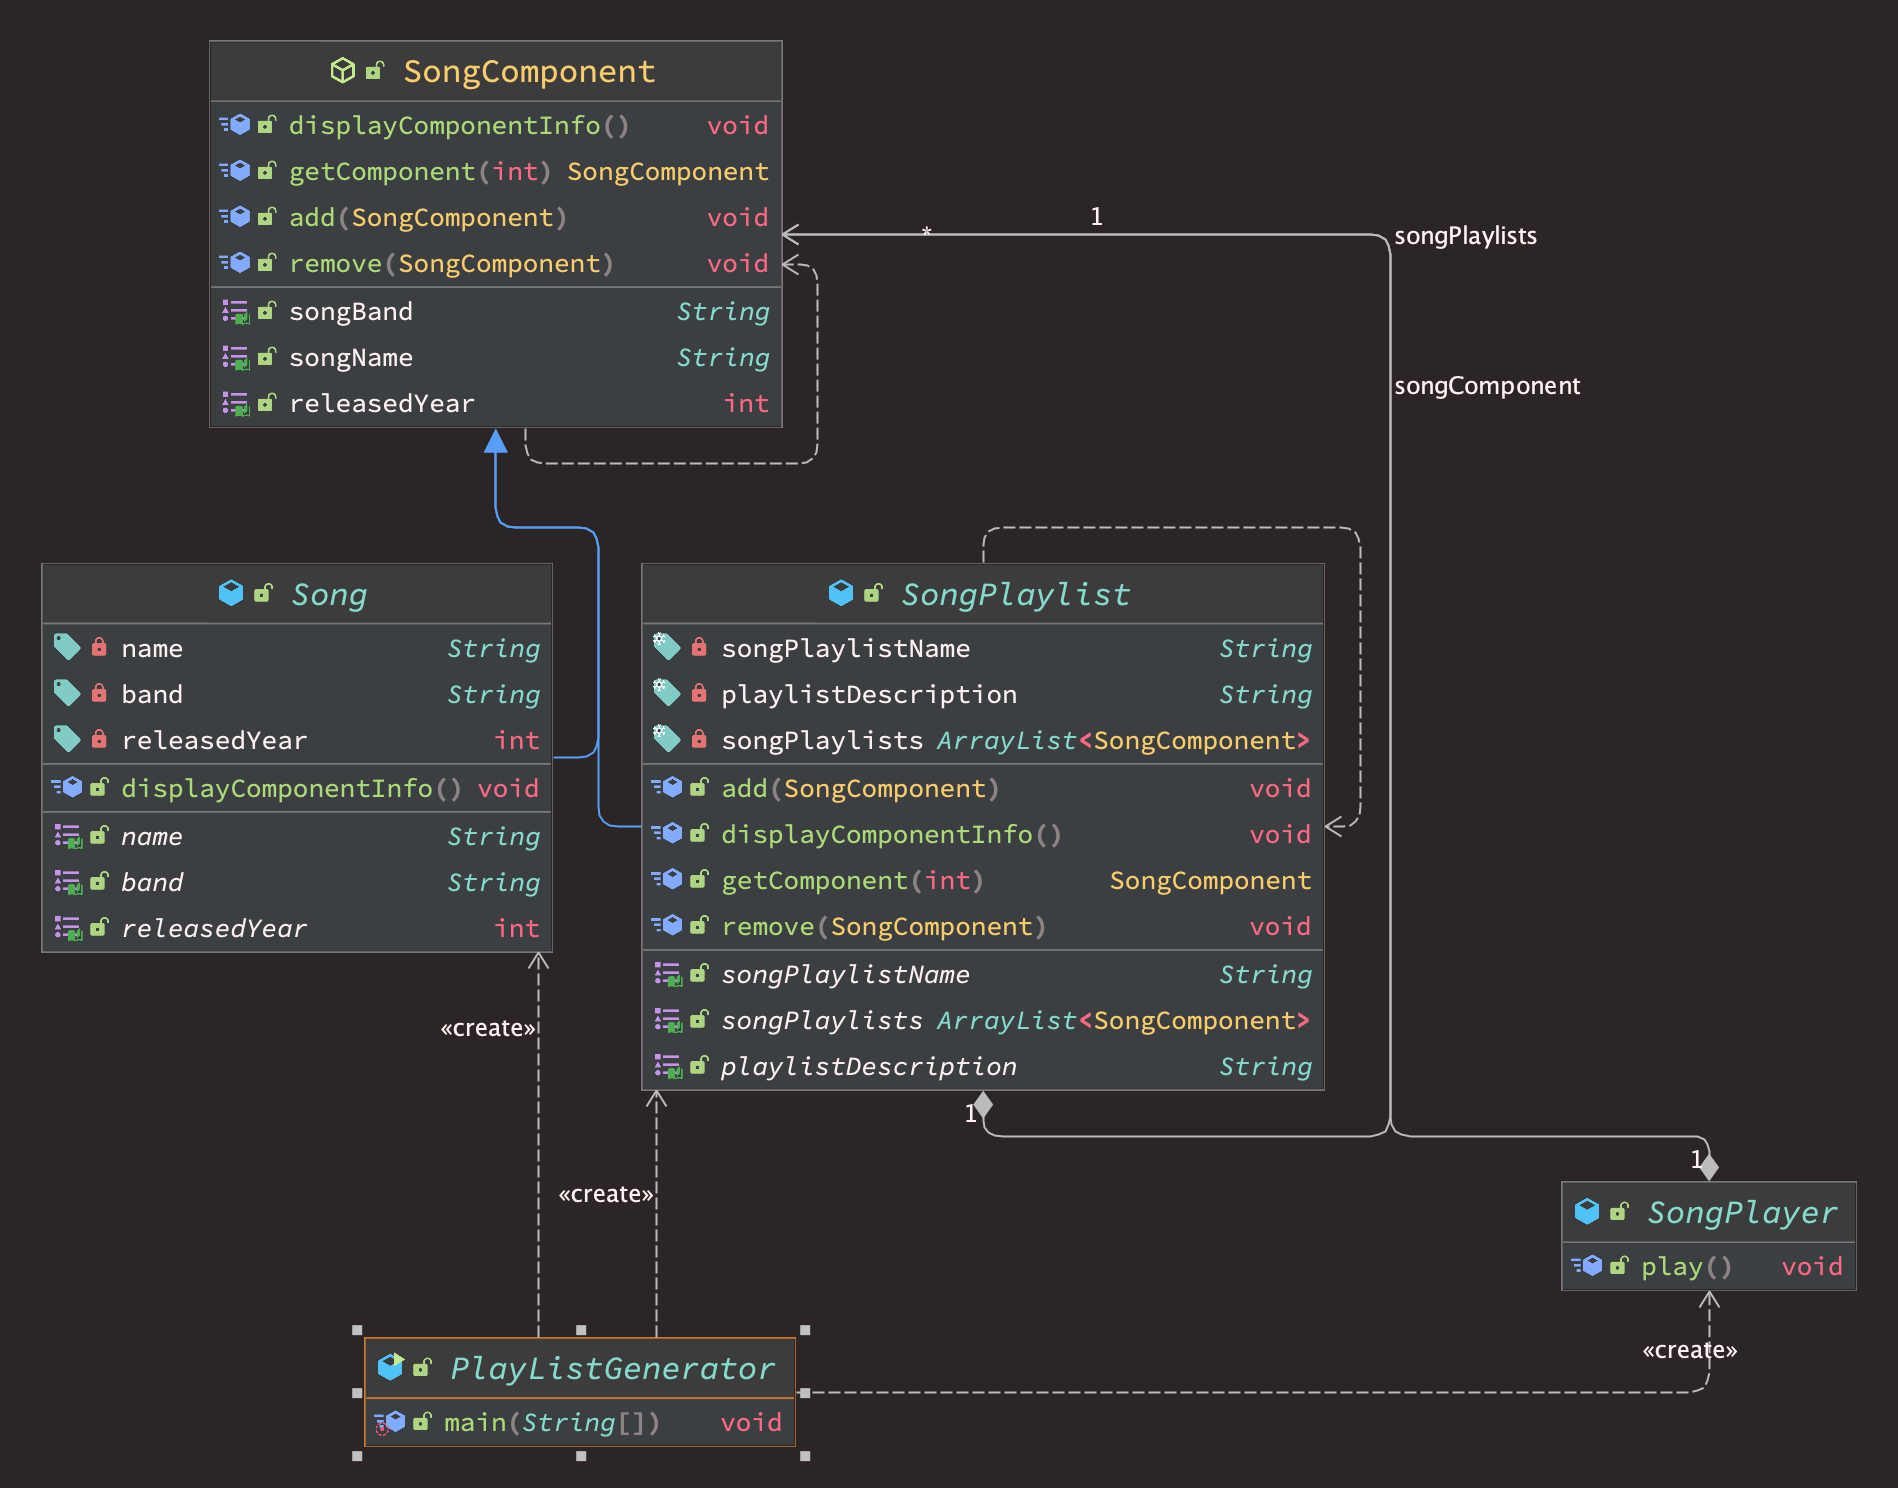 SongComponent
displayComponentInfo() void
getComponent(int) SongComponent
add(SongComponent) void
remove(SongComponent) void
songBand String
songName String
releasedYear int
1
*
songPlaylists
songComponent
Song
name String
band String
releasedYear int
displayComponentInfo() void
name String
band String
releasedYear int
SongPlaylist
songPlaylistName String
playlistDescription String
songPlaylists ArrayList<SongComponent>
add(SongComponent) void
displayComponentInfo() void
getComponent(int) SongComponent
remove(SongComponent) void
songPlaylistName String
songPlaylists ArrayList<SongComponent>
playlistDescription String
«create»
1
«create»
1
SongPlayer
play() void
«create»
PlayListGenerator
main(String[]) void